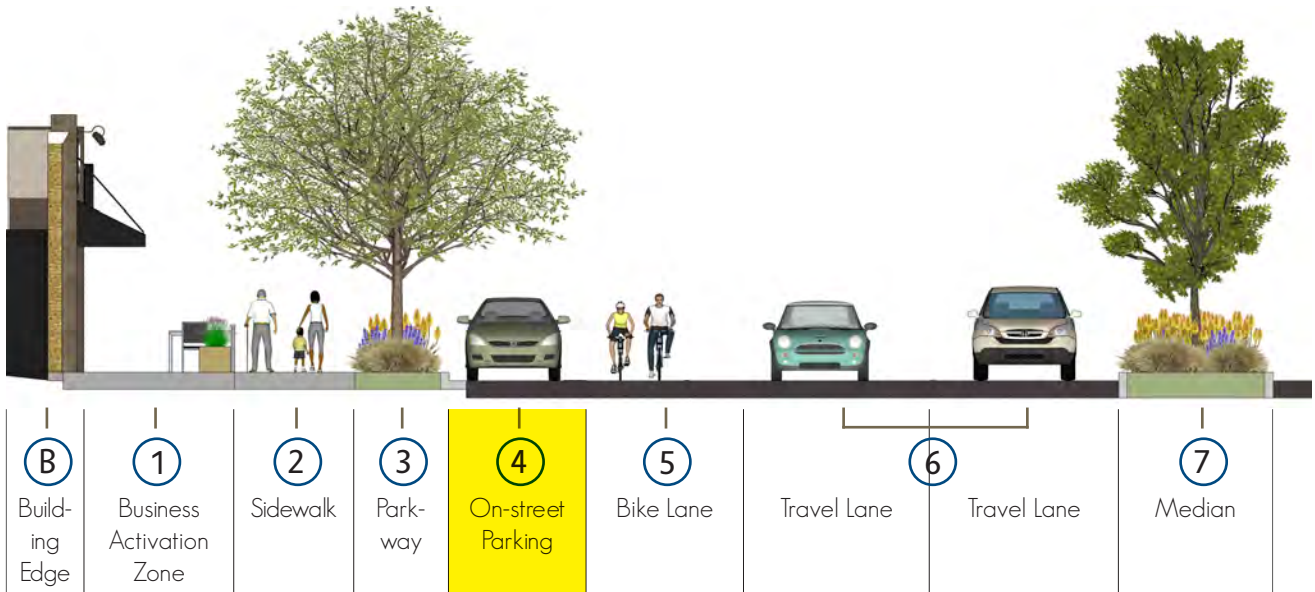 B
Build-
ing
Edge
1
Business
Activation
Zone
2
Sidewalk
3
Park-
way
4
On-street
Parking
5
Bike Lane
6
Travel Lane
Travel Lane
7
Median